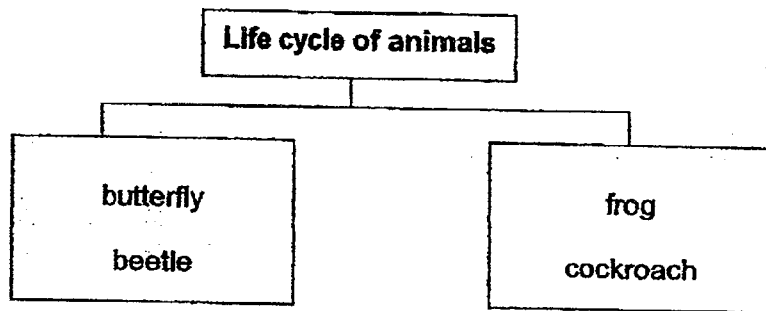 Life cycle of animals
butterfly
beetle
frog
cockroach